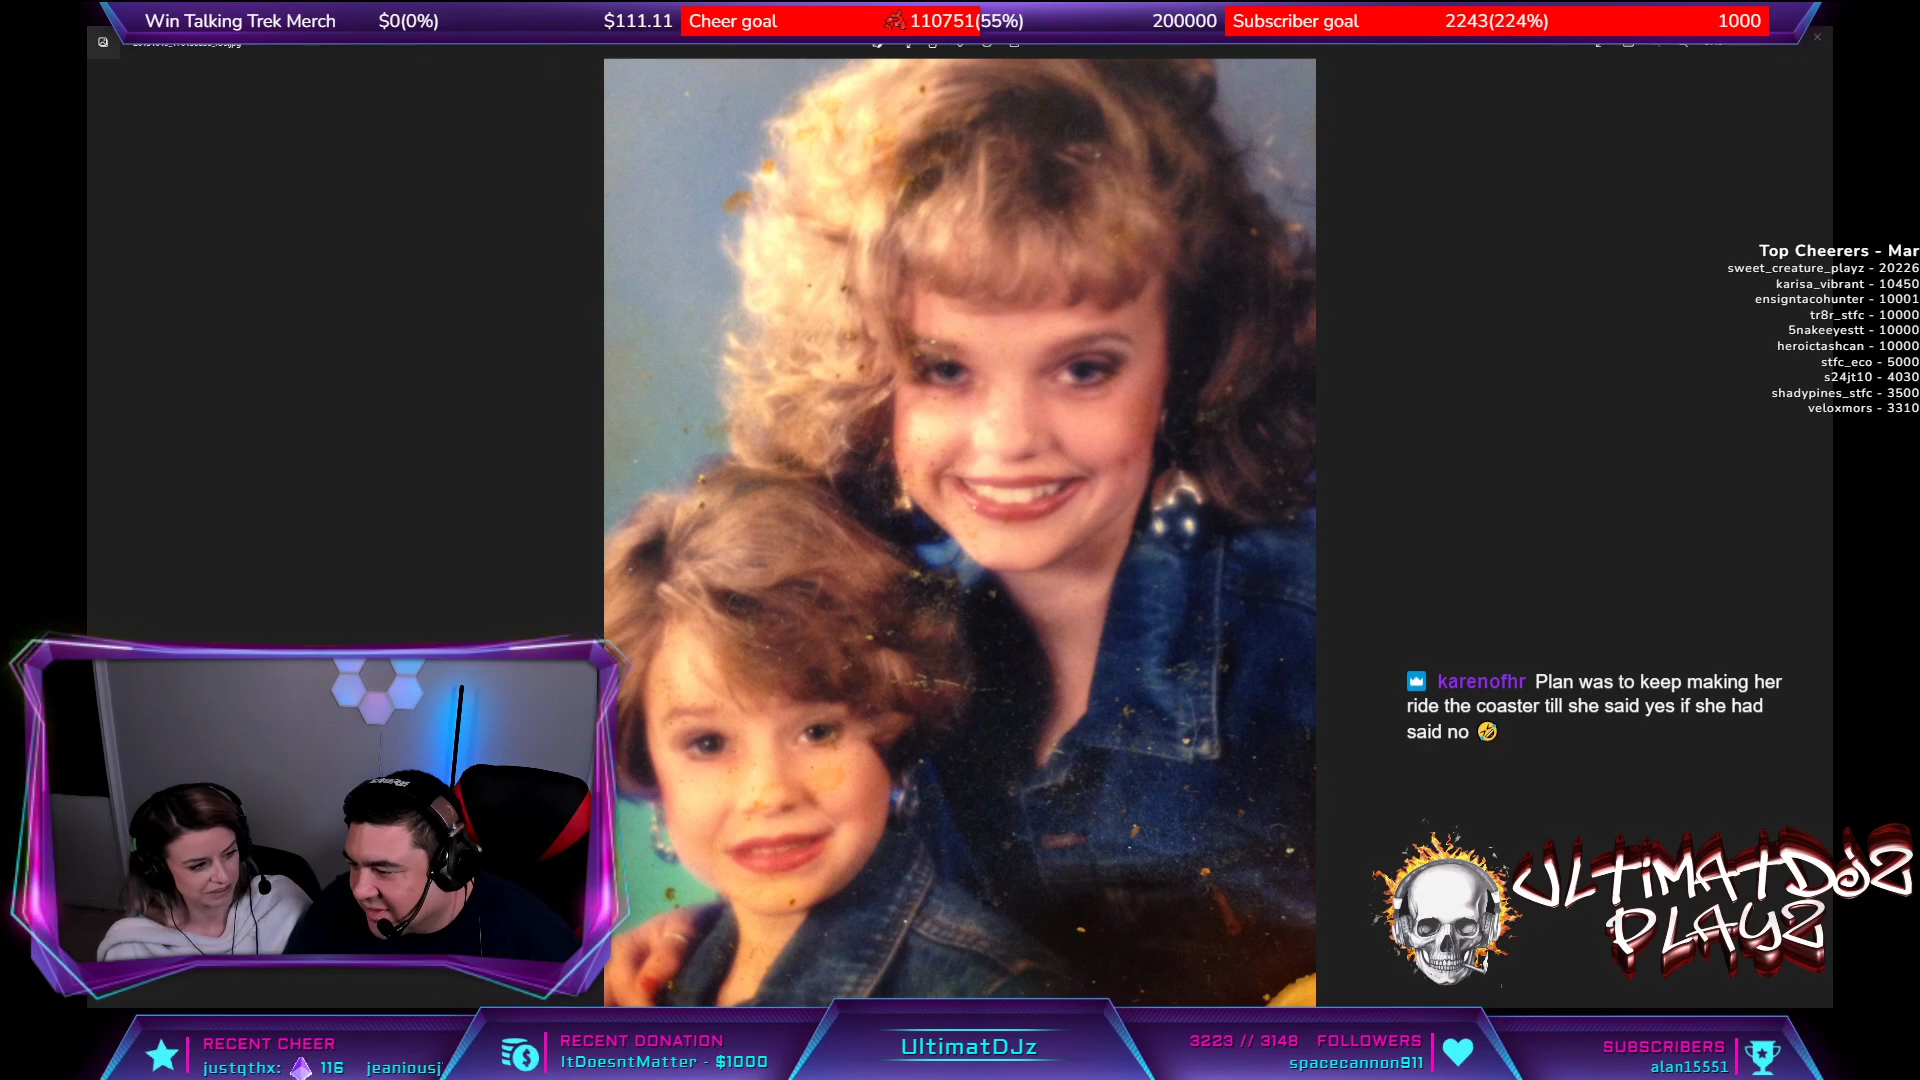 Win Talking Trek Merch $0(0%) $111.11 Cheer goal 110751(55%) 200000 Subscriber goal 2243(224%) 1000
Top Cheerers - Mar
sweet_creature_playz - 20226
karisa_vibrant - 10450
ensigntacohunter - 10001
tr8r_stfc - 10000
5nakeeyestt - 10000
heroictashcan - 10000
stfc_eco - 5000
s24jt10 - 4030
shadypines_stfc - 3500
veloxmors - 3310
karenofhr Plan was to keep making her
ride the coaster till she said yes if she had
said no 🤣
ULTIMATDJZ
PLAYZ
RECENT CHEER
justqthx: 116 jeaniousj
RECENT DONATION
ItDoesntMatter - $1000
UltimatDJz
3223 // 3148 FOLLOWERS
spacecannon911
SUBSCRIBERS
alan15551